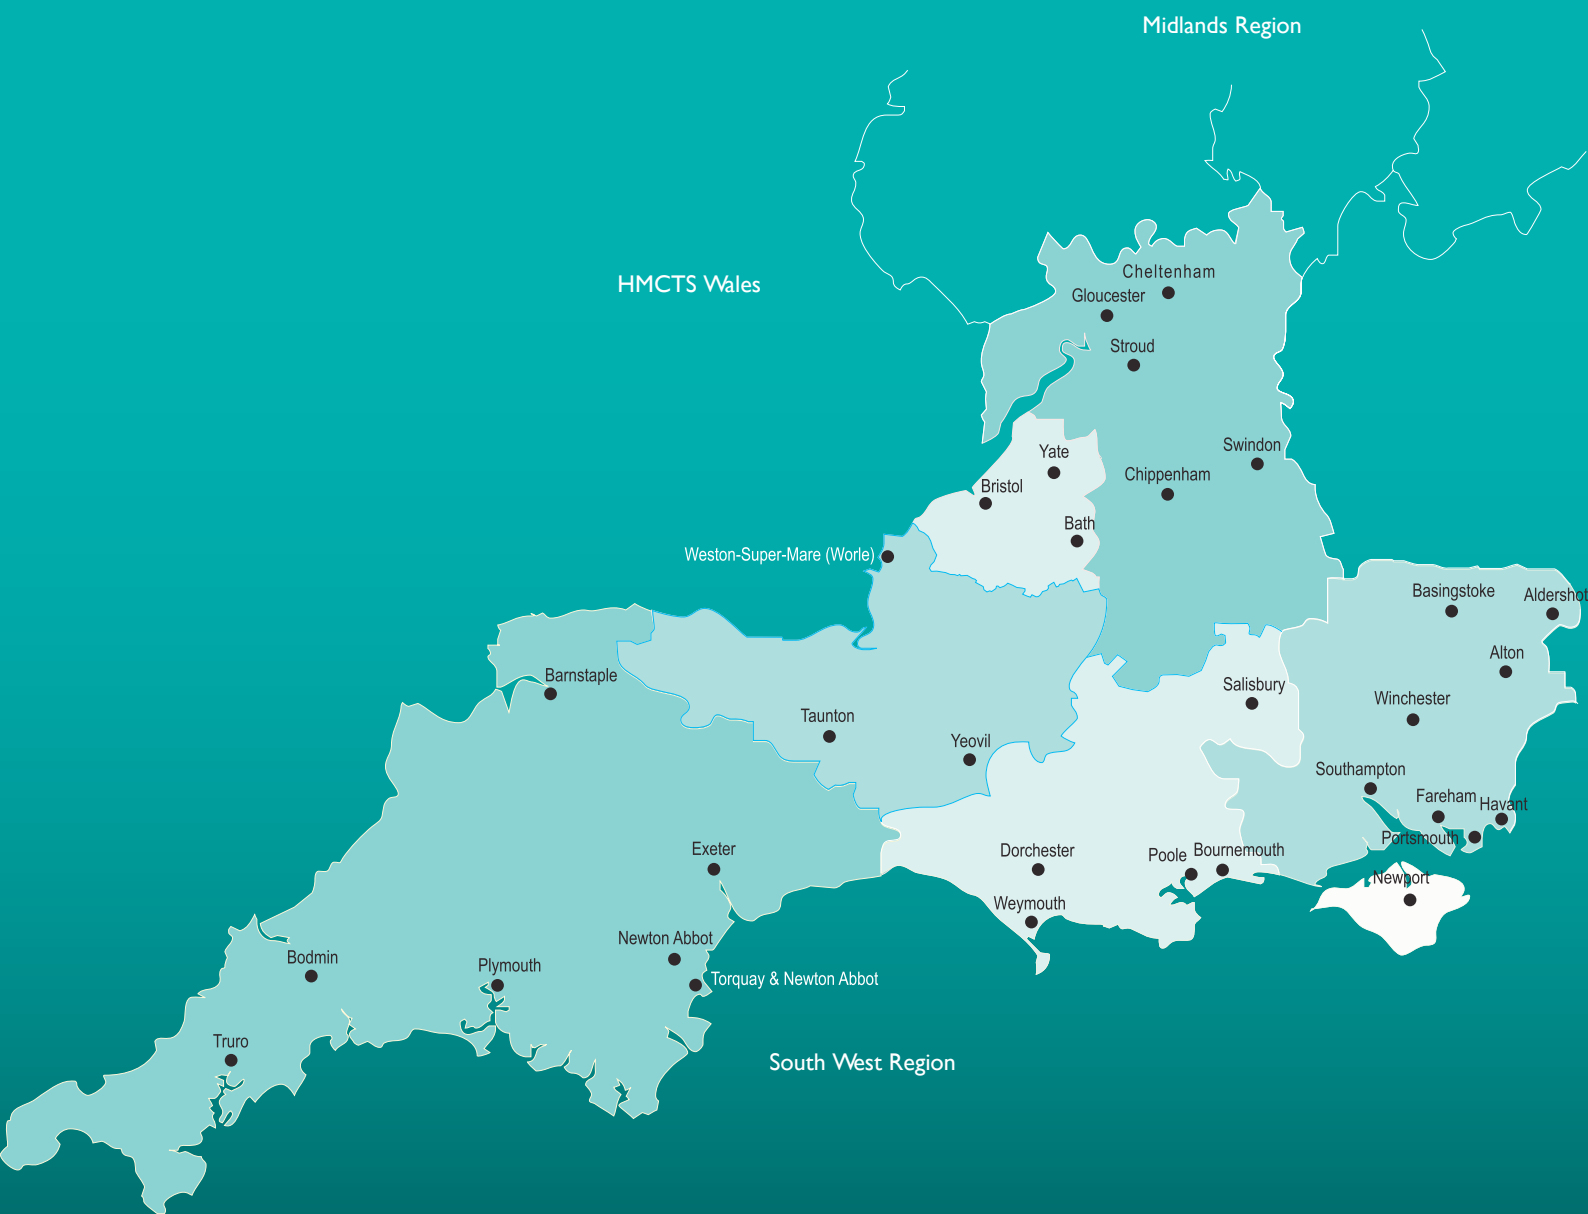 Midlands Region
HMCTS Wales
Cheltenham
Gloucester
Stroud
Swindon
Yate
Chippenham
Bristol
Bath
Weston-Super-Mare (Worle)
Basingstoke
Aldershot
Alton
Barnstaple
Salisbury
Winchester
Taunton
Yeovil
Southampton
Fareham
Havant
Portsmouth
Exeter
Dorchester
Poole
Bournemouth
Newport
Weymouth
Newton Abbot
Bodmin
Plymouth
Torquay & Newton Abbot
Truro
South West Region